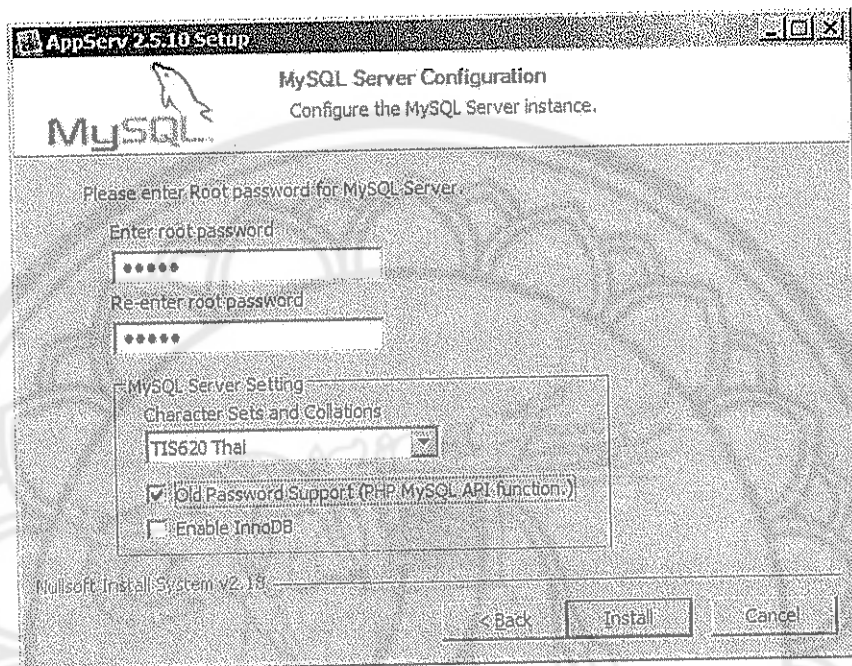 AppServ 2.5.10 Setup
MySQL
MySQL Server Configuration
Configure the MySQL Server instance.
Please enter Root password for MySQL Server.
Enter root password
•••••
Re-enter root password
•••••
MySQL Server Setting
Character Sets and Collations
TIS620 Thai
Old Password Support (PHP MySQL API function.)
Enable InnoDB
Nullsoft Install System v2.18
< Back Install Cancel